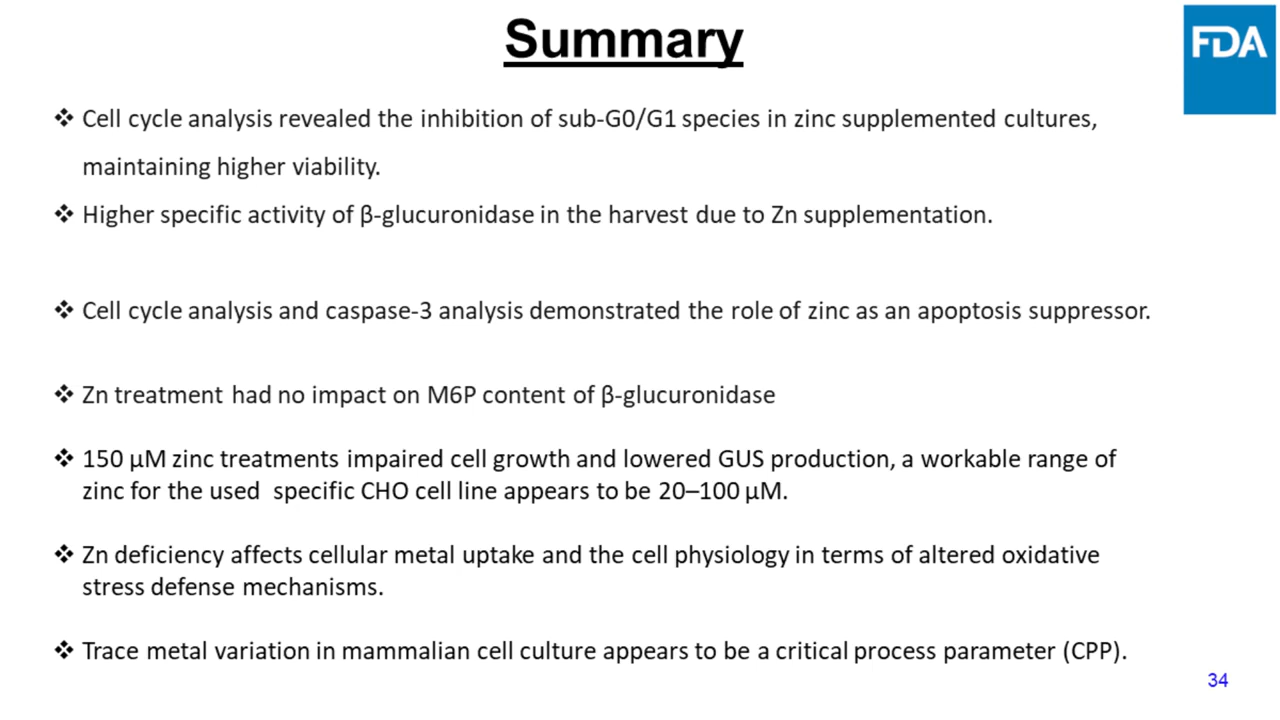 Summary
FDA
❖ Cell cycle analysis revealed the inhibition of sub-G0/G1 species in zinc supplemented cultures,
maintaining higher viability.
❖ Higher specific activity of β-glucuronidase in the harvest due to Zn supplementation.
❖ Cell cycle analysis and caspase-3 analysis demonstrated the role of zinc as an apoptosis suppressor.
❖ Zn treatment had no impact on M6P content of β-glucuronidase
❖ 150 µM zinc treatments impaired cell growth and lowered GUS production, a workable range of
zinc for the used specific CHO cell line appears to be 20–100 µM.
❖ Zn deficiency affects cellular metal uptake and the cell physiology in terms of altered oxidative
stress defense mechanisms.
❖ Trace metal variation in mammalian cell culture appears to be a critical process parameter (CPP).
34